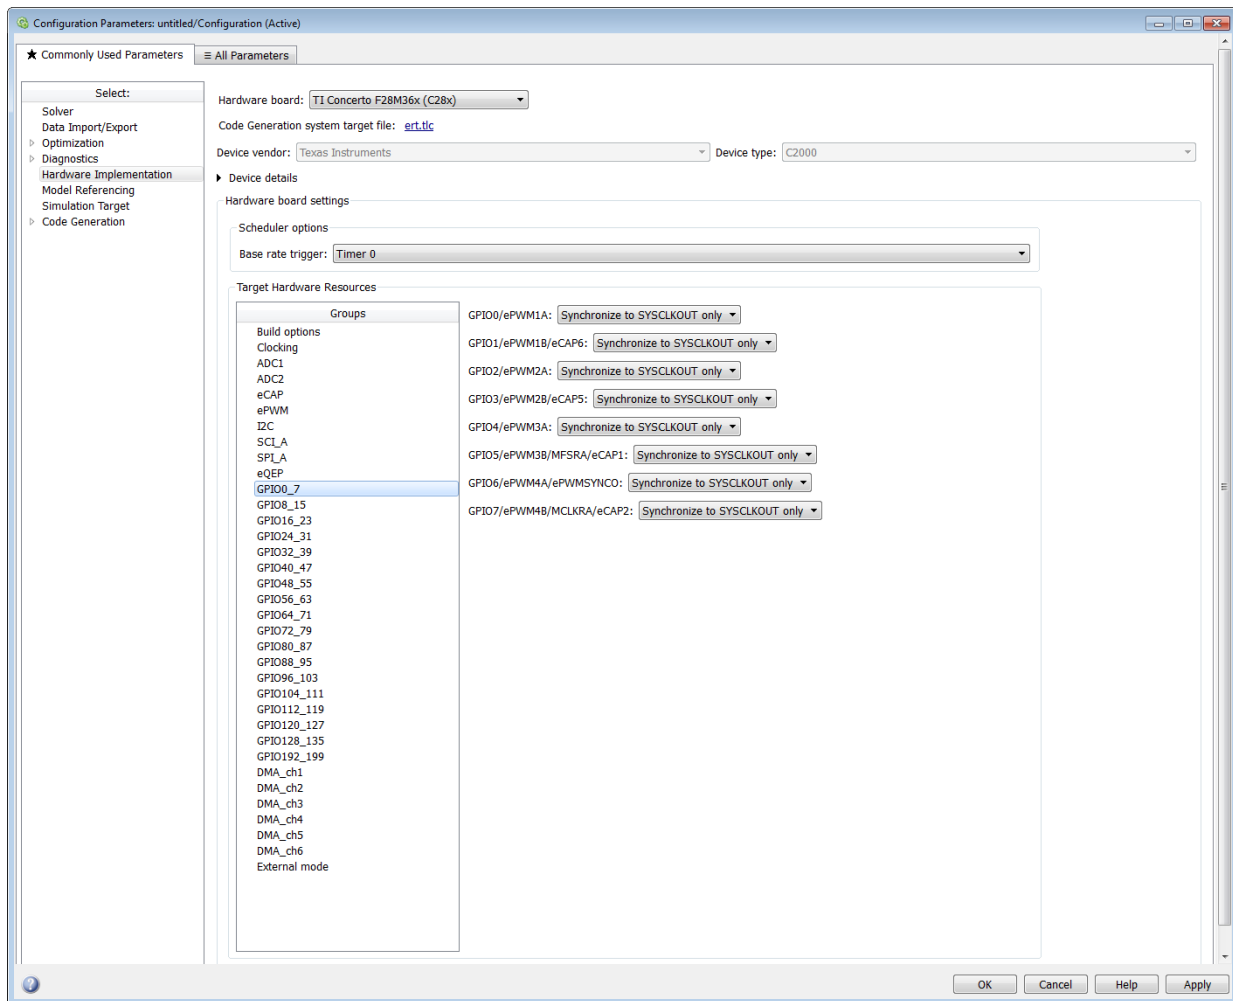 Configuration Parameters: untitled/Configuration (Active)
★ Commonly Used Parameters
≡ All Parameters
Select:
Solver
Data Import/Export
Optimization
Diagnostics
Hardware Implementation
Model Referencing
Simulation Target
Code Generation
Hardware board: TI Concerto F28M36x (C28x)
Code Generation system target file: ert.tlc
Device vendor: Texas Instruments Device type: C2000
Device details
Hardware board settings
Scheduler options
Base rate trigger: Timer 0
Target Hardware Resources
Groups
Build options
Clocking
ADC1
ADC2
eCAP
ePWM
I2C
SCI_A
SPI_A
eQEP
GPIO0_7
GPIO8_15
GPIO16_23
GPIO24_31
GPIO32_39
GPIO40_47
GPIO48_55
GPIO56_63
GPIO64_71
GPIO72_79
GPIO80_87
GPIO88_95
GPIO96_103
GPIO104_111
GPIO112_119
GPIO120_127
GPIO128_135
GPIO192_199
DMA_ch1
DMA_ch2
DMA_ch3
DMA_ch4
DMA_ch5
DMA_ch6
External mode
GPIO0/ePWM1A: Synchronize to SYSCLKOUT only
GPIO1/ePWM1B/eCAP6: Synchronize to SYSCLKOUT only
GPIO2/ePWM2A: Synchronize to SYSCLKOUT only
GPIO3/ePWM2B/eCAP5: Synchronize to SYSCLKOUT only
GPIO4/ePWM3A: Synchronize to SYSCLKOUT only
GPIO5/ePWM3B/MFSRA/eCAP1: Synchronize to SYSCLKOUT only
GPIO6/ePWM4A/ePWMSYNCO: Synchronize to SYSCLKOUT only
GPIO7/ePWM4B/MCLKRA/eCAP2: Synchronize to SYSCLKOUT only
OK
Cancel
Help
Apply